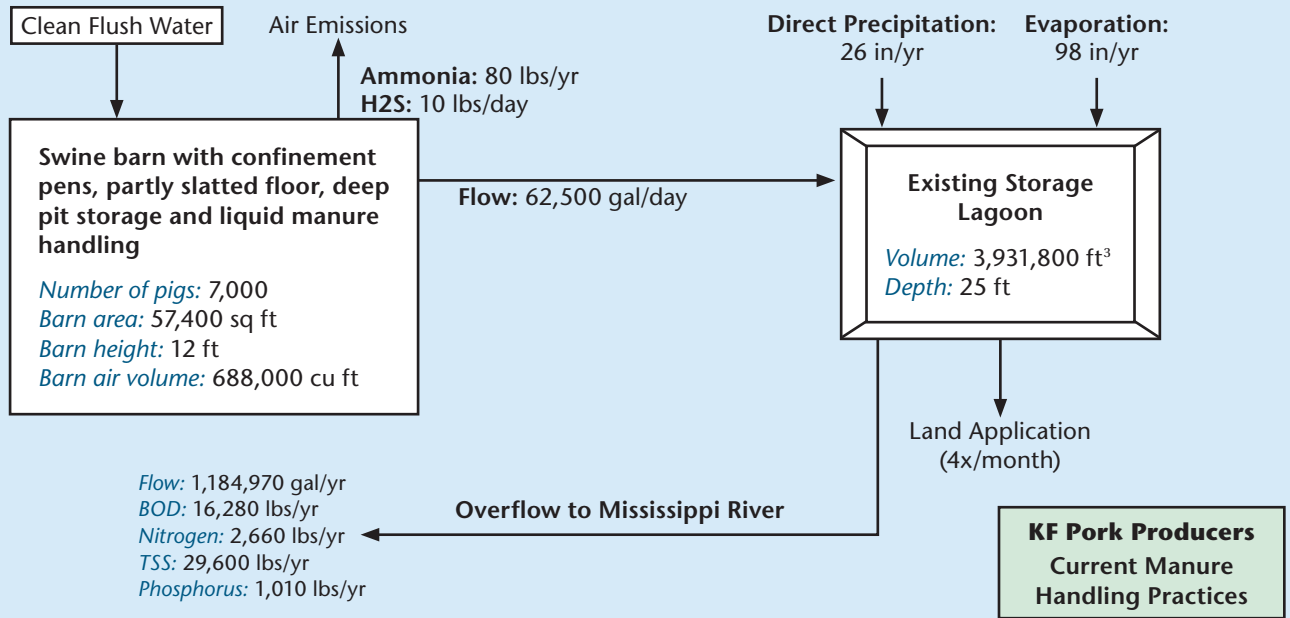 Clean Flush Water
Air Emissions
Ammonia: 80 lbs/yr
H2S: 10 lbs/day
Direct Precipitation:
26 in/yr
Evaporation:
98 in/yr
Swine barn with confinement
pens, partly slatted floor, deep
pit storage and liquid manure
handling
Number of pigs: 7,000
Barn area: 57,400 sq ft
Barn height: 12 ft
Barn air volume: 688,000 cu ft
Flow: 62,500 gal/day
Existing Storage
Lagoon
Volume: 3,931,800 ft³
Depth: 25 ft
Land Application
(4x/month)
Overflow to Mississippi River
Flow: 1,184,970 gal/yr
BOD: 16,280 lbs/yr
Nitrogen: 2,660 lbs/yr
TSS: 29,600 lbs/yr
Phosphorus: 1,010 lbs/yr
KF Pork Producers
Current Manure
Handling Practices